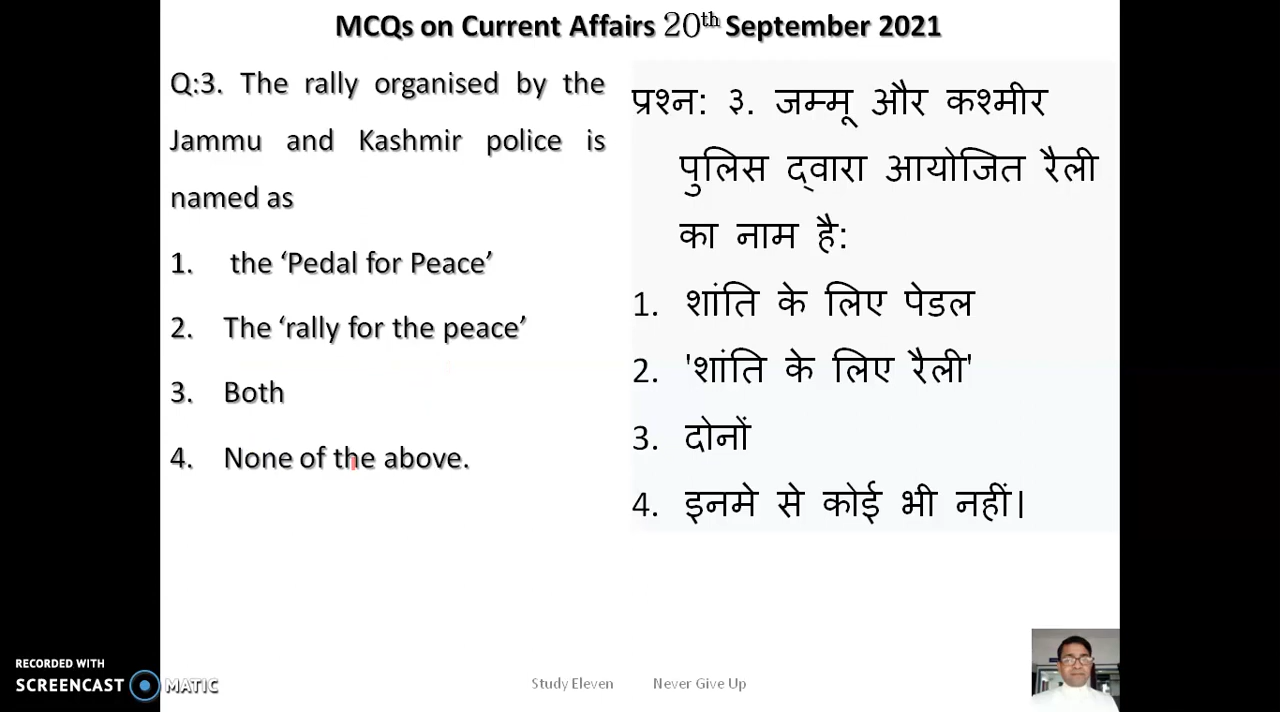 MCQs on Current Affairs 20th September 2021
Q:3. The rally organised by the
Jammu and Kashmir police is
named as
1. the ‘Pedal for Peace’
2. The ‘rally for the peace’
3. Both
4. None of the above.
प्रश्न: ३. जम्मू और कश्मीर
पुलिस द्वारा आयोजित रैली
का नाम है:
1. शांति के लिए पेडल
2. 'शांति के लिए रैली'
3. दोनों
4. इनमे से कोई भी नहीं।
RECORDED WITH
SCREENCAST MATIC
Study Eleven Never Give Up